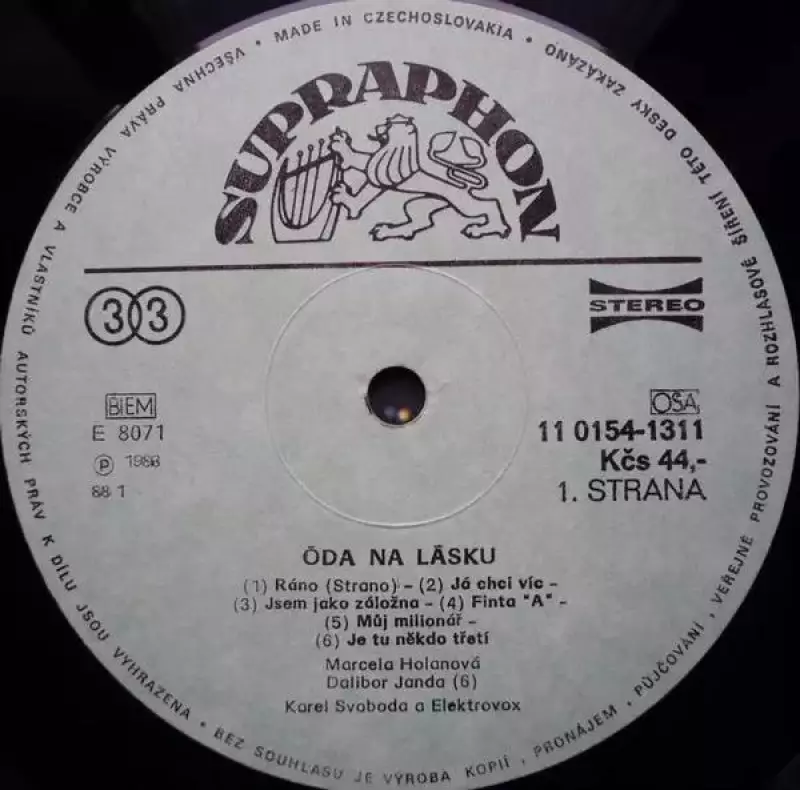 • MADE IN CZECHOSLOVAKIA •
VŠECHNA PRÁVA VÝROBCE A VLASTNÍKŮ AUTORSKÝCH PRÁV K DÍLU JSOU VYHRAZENA • BEZ SOUHLASU JE VÝROBA KOPIÍ, PRONÁJEM, PŮJČOVÁNÍ, VEŘEJNÉ PROVOZOVÁNÍ A ROZHLASOVÉ ŠÍŘENÍ TÉTO DESKY ZAKÁZÁNO
SUPRAPHON
33
STEREO
BIEM
OSA
E 8071
11 0154-1311
Ⓟ 1988
Kčs 44,-
88 1
1. STRANA
ÓDA NA LÁSKU
(1) Ráno (Strano) – (2) Já chci víc –
(3) Jsem jako záložna – (4) Finta "A" –
(5) Můj milionář –
(6) Je tu někdo třetí
Marcela Holanová
Dalibor Janda (6)
Karel Svoboda a Elektrovox